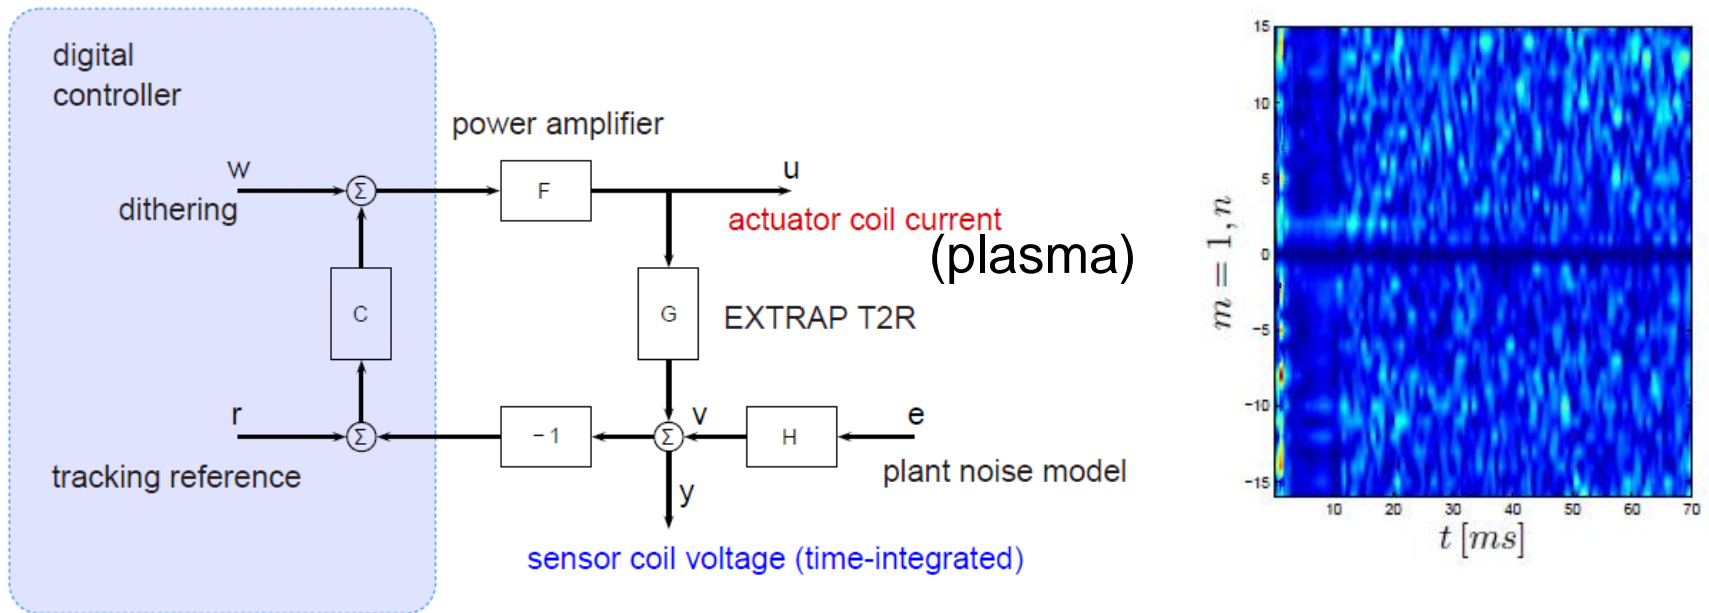 digital
controller
power amplifier
w
Σ
F
u
dithering
actuator coil current
(plasma)
C
G
EXTRAP T2R
r
Σ
−1
Σ
v
H
e
tracking reference
y
plant noise model
sensor coil voltage (time-integrated)
15
10
5
0
−5
−10
−15
m = 1, n
10 20 30 40 50 60 70
t [ms]